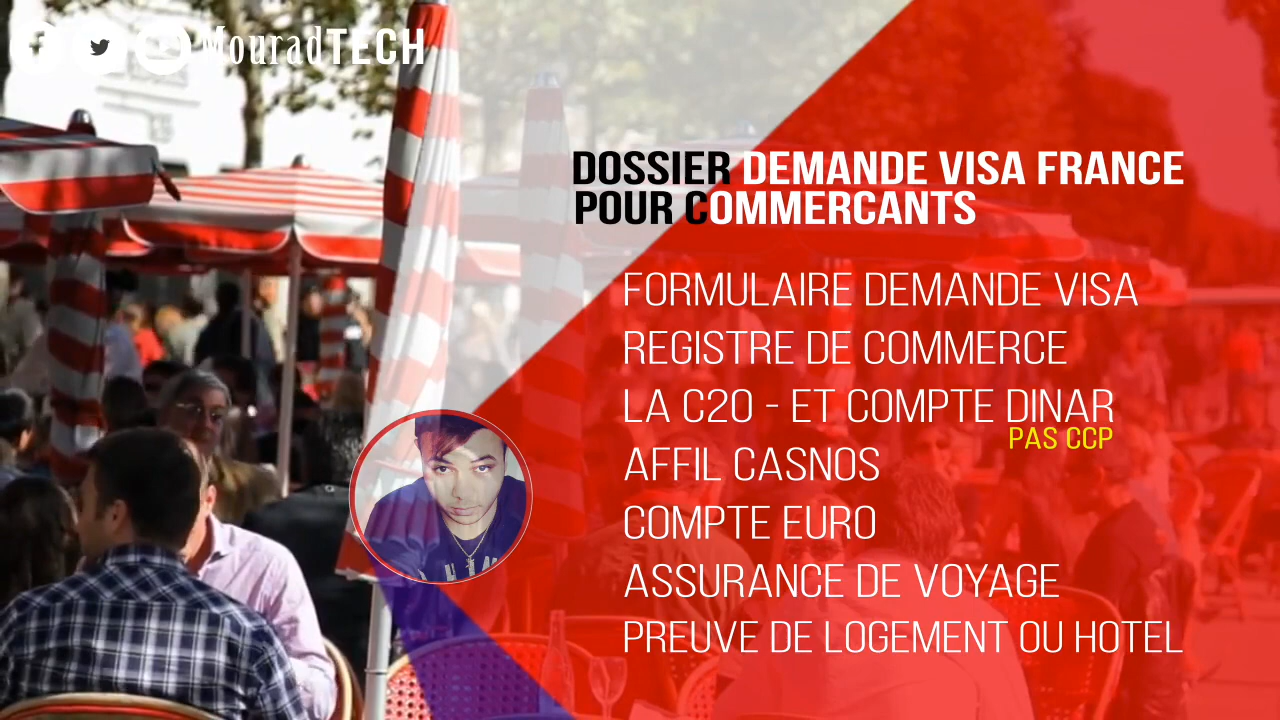 MouradTECH
DOSSIER DEMANDE VISA FRANCE
POUR COMMERCANTS
FORMULAIRE DEMANDE VISA
REGISTRE DE COMMERCE
LA C20 - ET COMPTE DINAR
PAS CCP
AFFIL CASNOS
COMPTE EURO
ASSURANCE DE VOYAGE
PREUVE DE LOGEMENT OU HOTEL